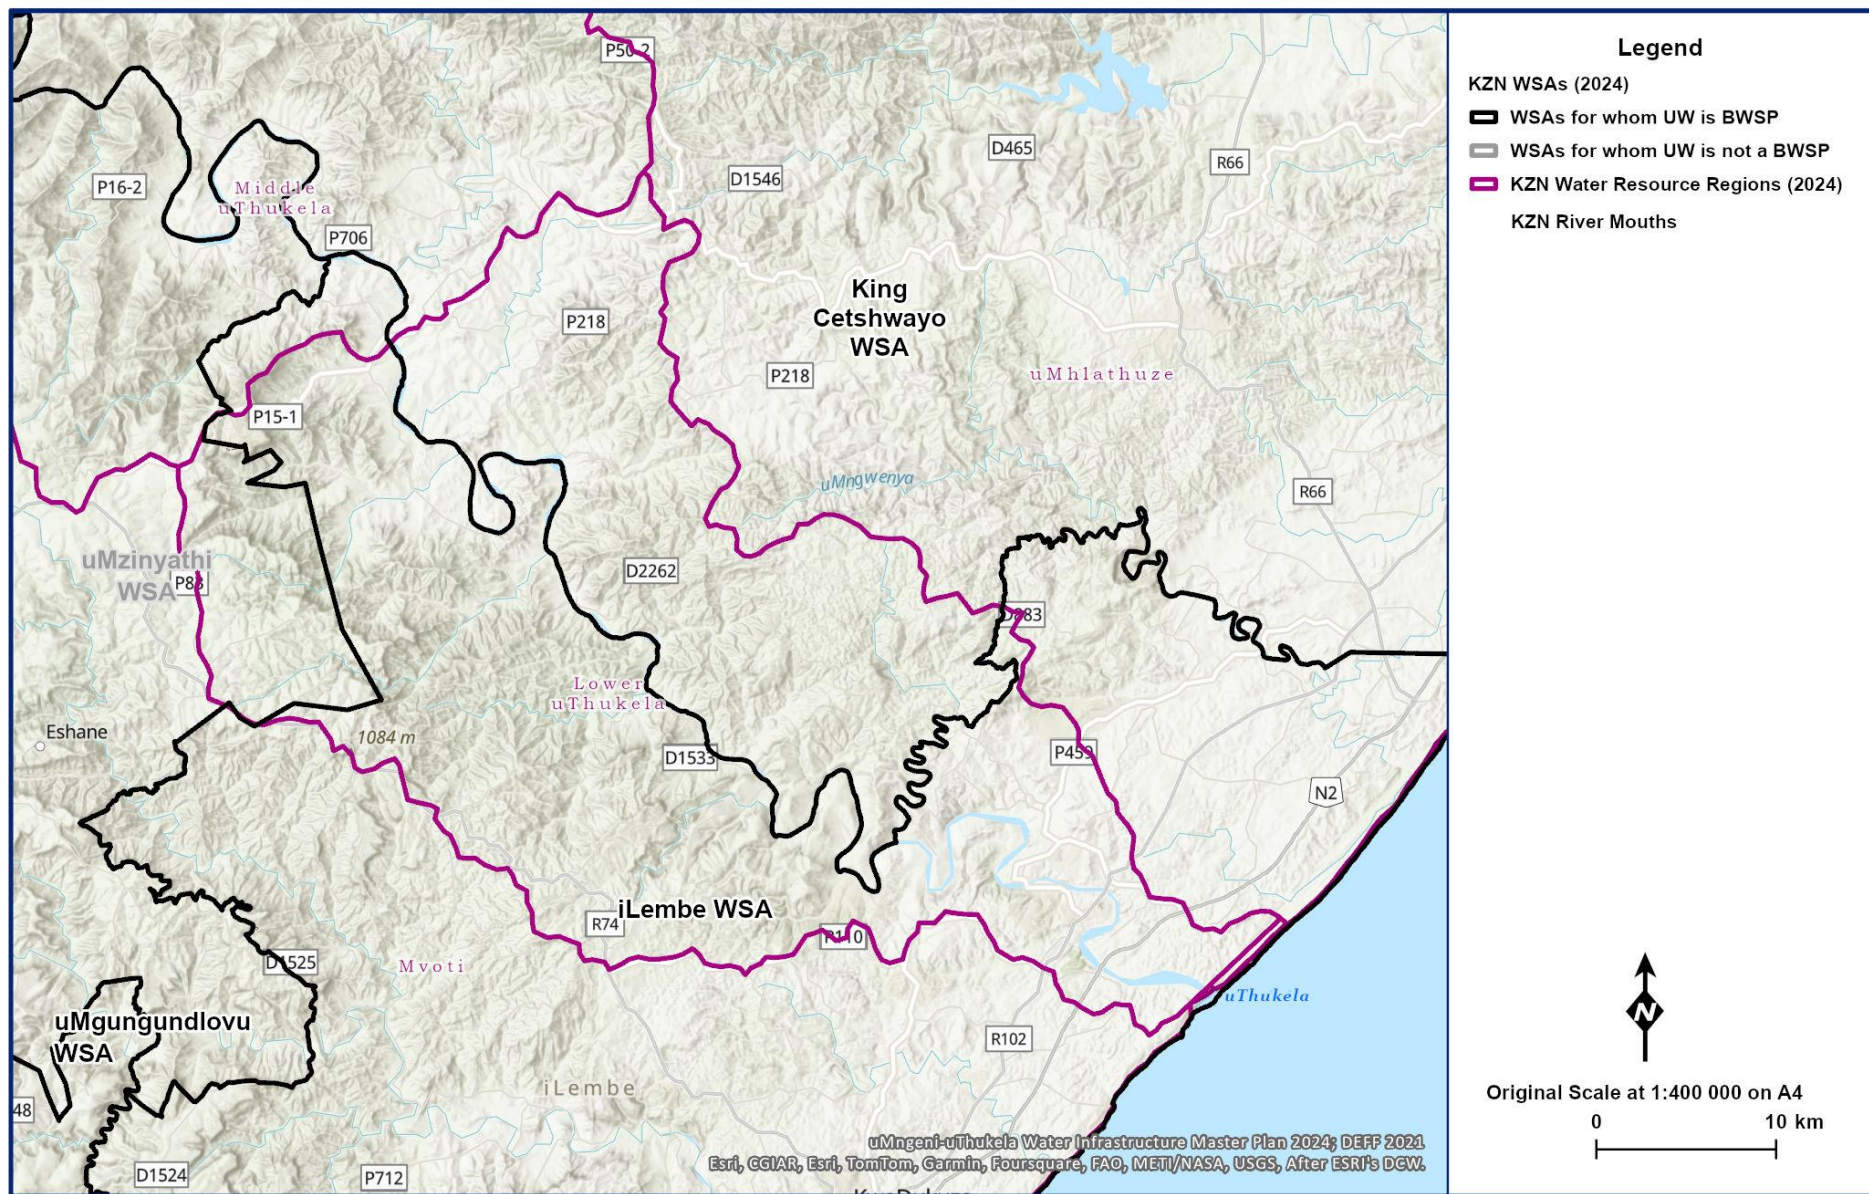 P50-2
D465
R66
D1546
P16-2
Middle
uThukela
P706
King
Cetshwayo
WSA
P218
P218
uMhlathuze
P15-1
uMngwenya
R66
uMzinyathi
WSA
D2262
Lower
uThukela
Eshane
1084 m
D1533
P459
N2
iLembe WSA
R74
P110
Mvoti
D1525
uThukela
uMgungundlovu
WSA
R102
iLembe
48
D1524
P712
uMngeni-uThukela Water Infrastructure Master Plan 2024; DEFF 2021
Esri, CGIAR, Esri, TomTom, Garmin, Foursquare, FAO, METI/NASA, USGS, After ESRI's DCW.
Legend
KZN WSAs (2024)
WSAs for whom UW is BWSP
WSAs for whom UW is not a BWSP
KZN Water Resource Regions (2024)
KZN River Mouths
N
Original Scale at 1:400 000 on A4
0 10 km